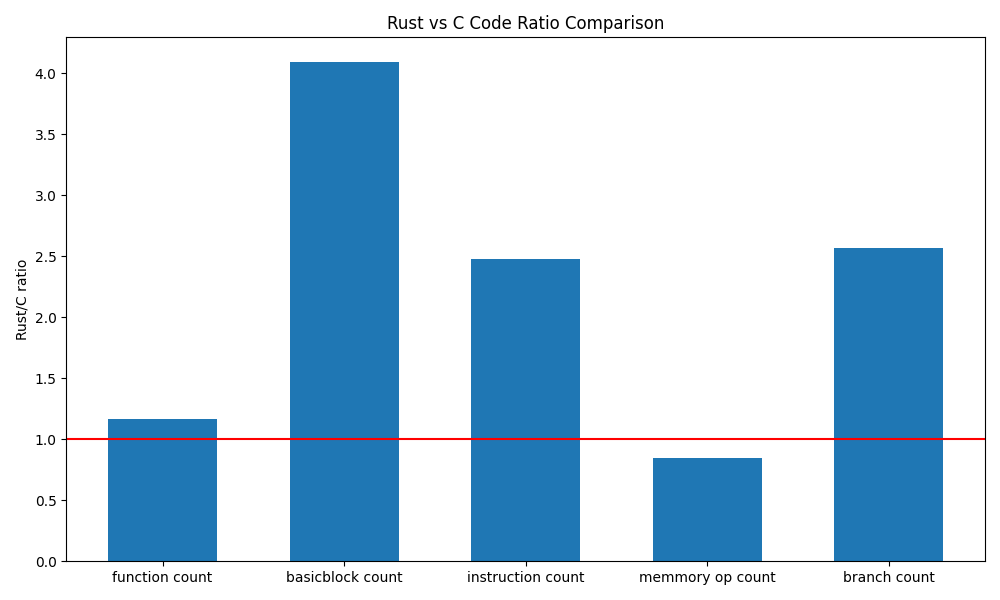 Rust vs C Code Ratio Comparison
Rust/C ratio
4.0
3.5
3.0
2.5
2.0
1.5
1.0
0.5
0.0
function count
basicblock count
instruction count
memmory op count
branch count